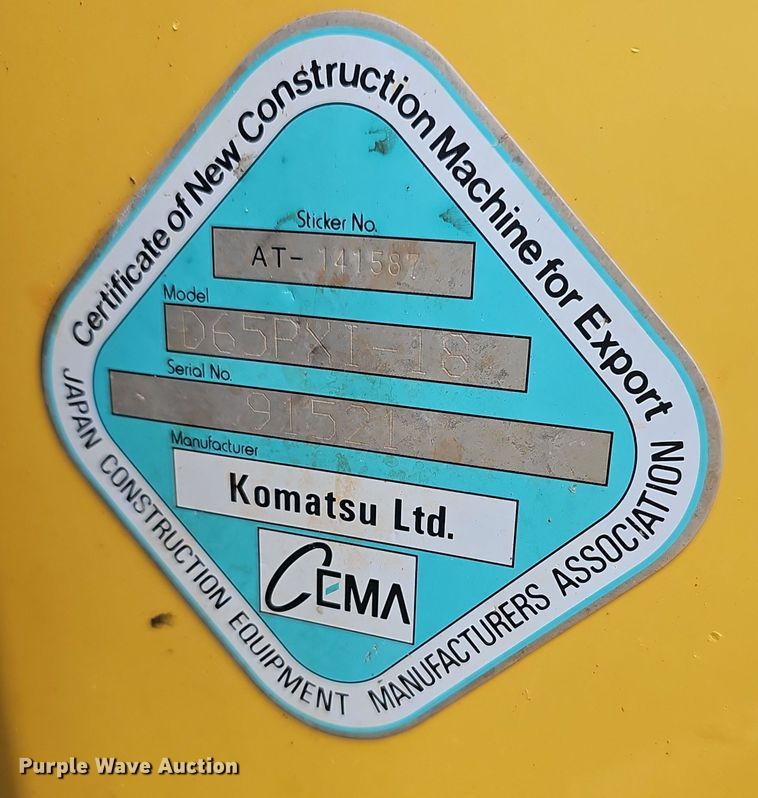 Certificate of New Construction Machine for Export
Sticker No.
AT- 141587
Model
D65PXI-18
Serial No.
91521
Manufacturer
Komatsu Ltd.
CEMA
JAPAN CONSTRUCTION EQUIPMENT MANUFACTURERS ASSOCIATION
Purple Wave Auction